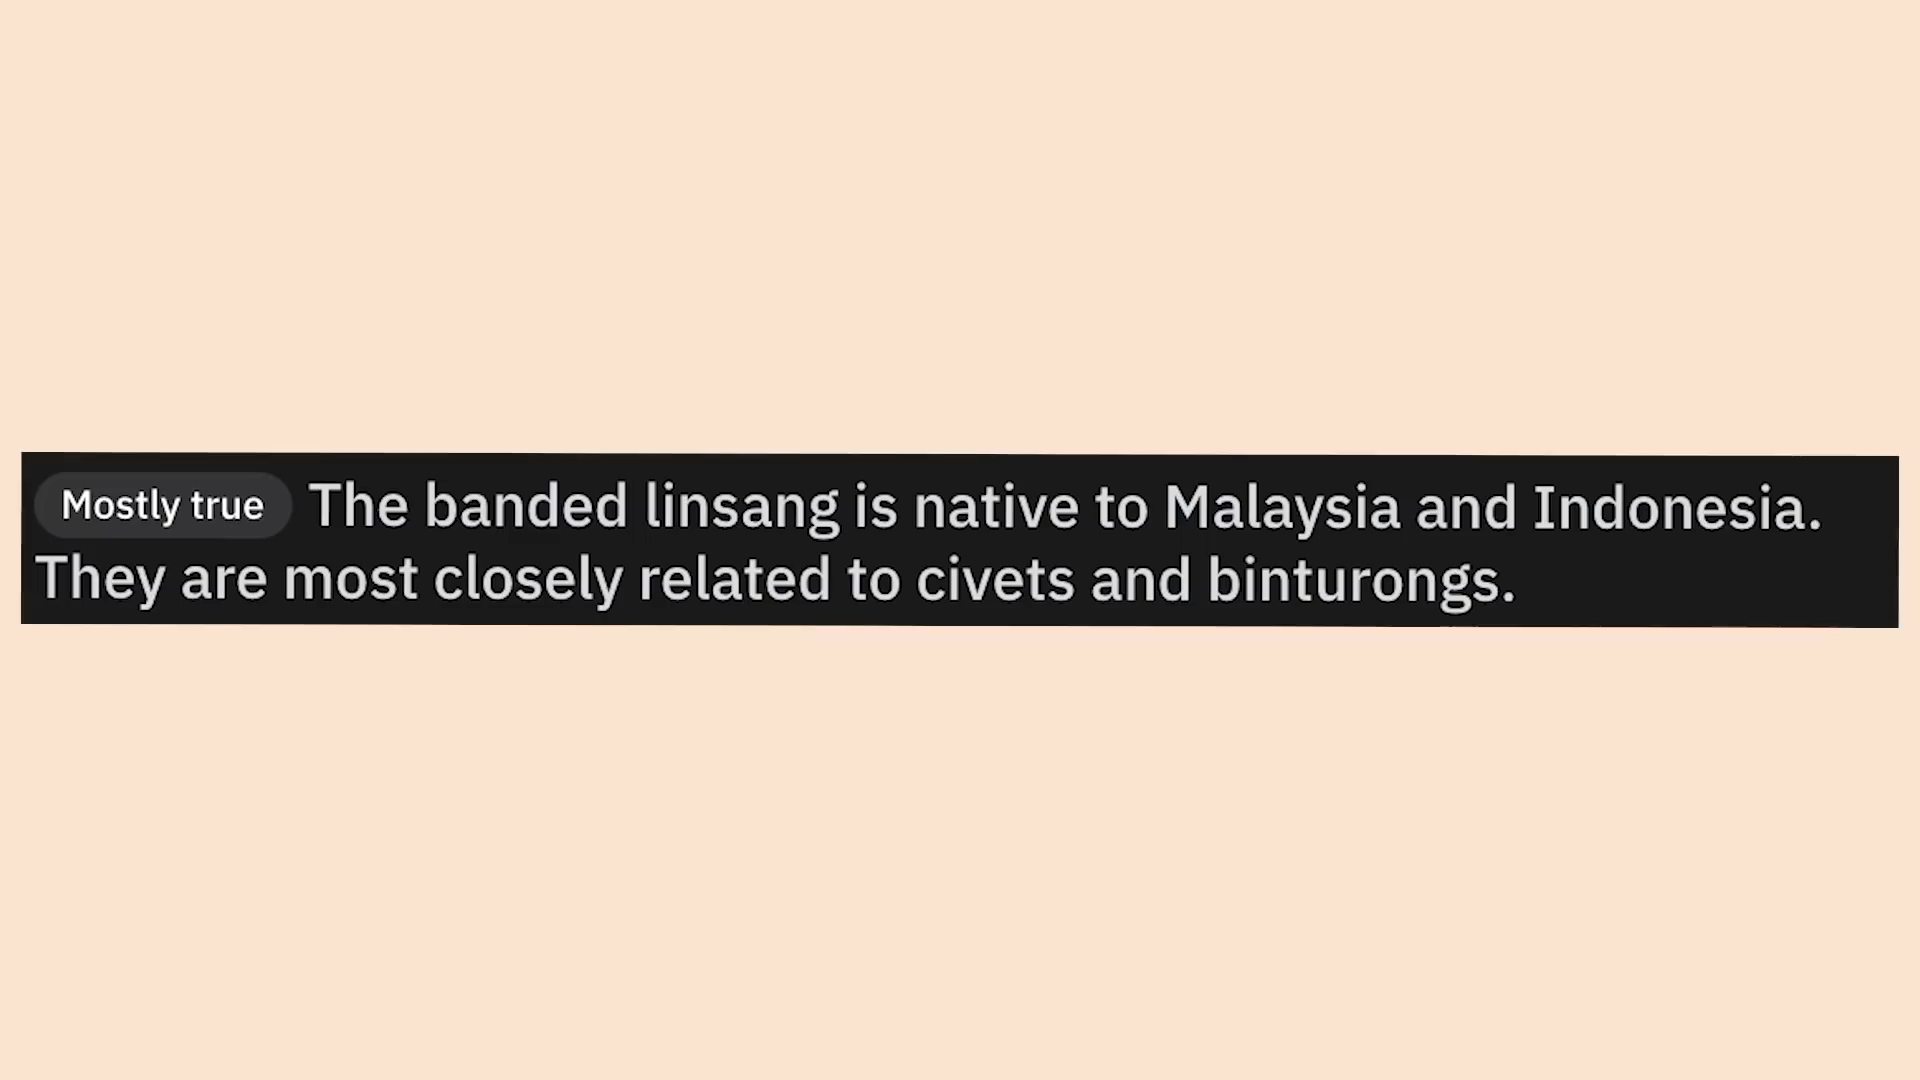 Mostly true The banded linsang is native to Malaysia and Indonesia.
They are most closely related to civets and binturongs.